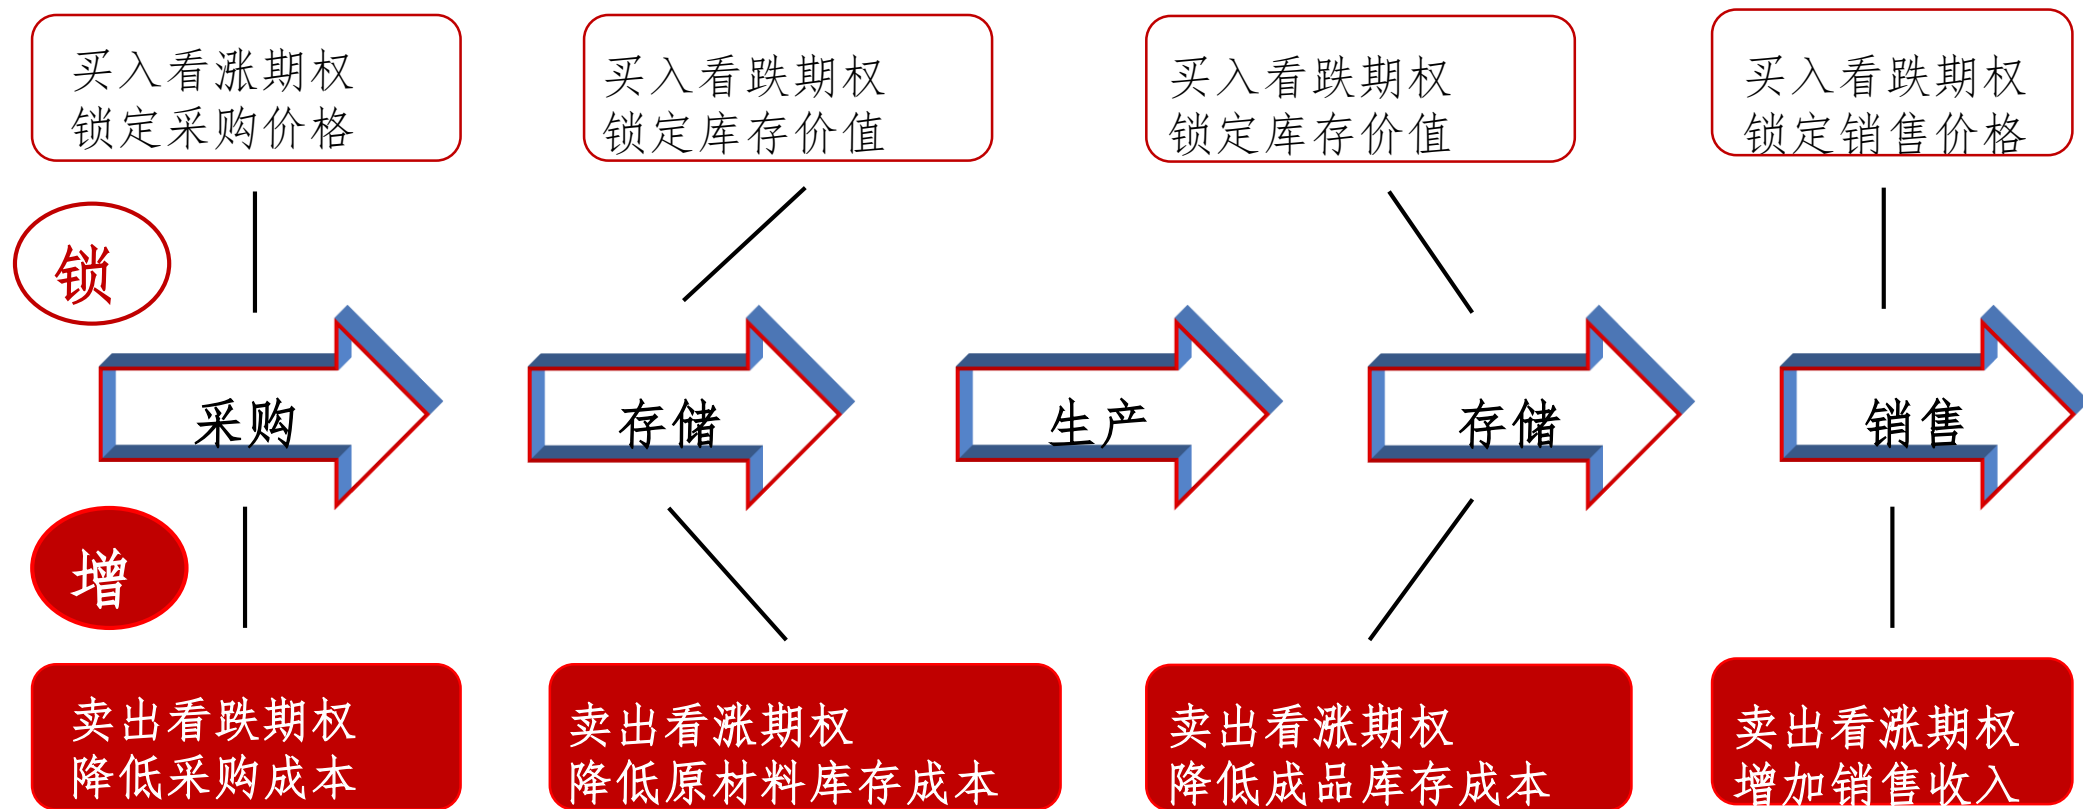 买入看涨期权
锁定采购价格
买入看跌期权
锁定库存价值
买入看跌期权
锁定库存价值
买入看跌期权
锁定销售价格
锁
采购
存储
生产
存储
销售
增
卖出看跌期权
降低采购成本
卖出看涨期权
降低原材料库存成本
卖出看涨期权
降低成品库存成本
卖出看涨期权
增加销售收入